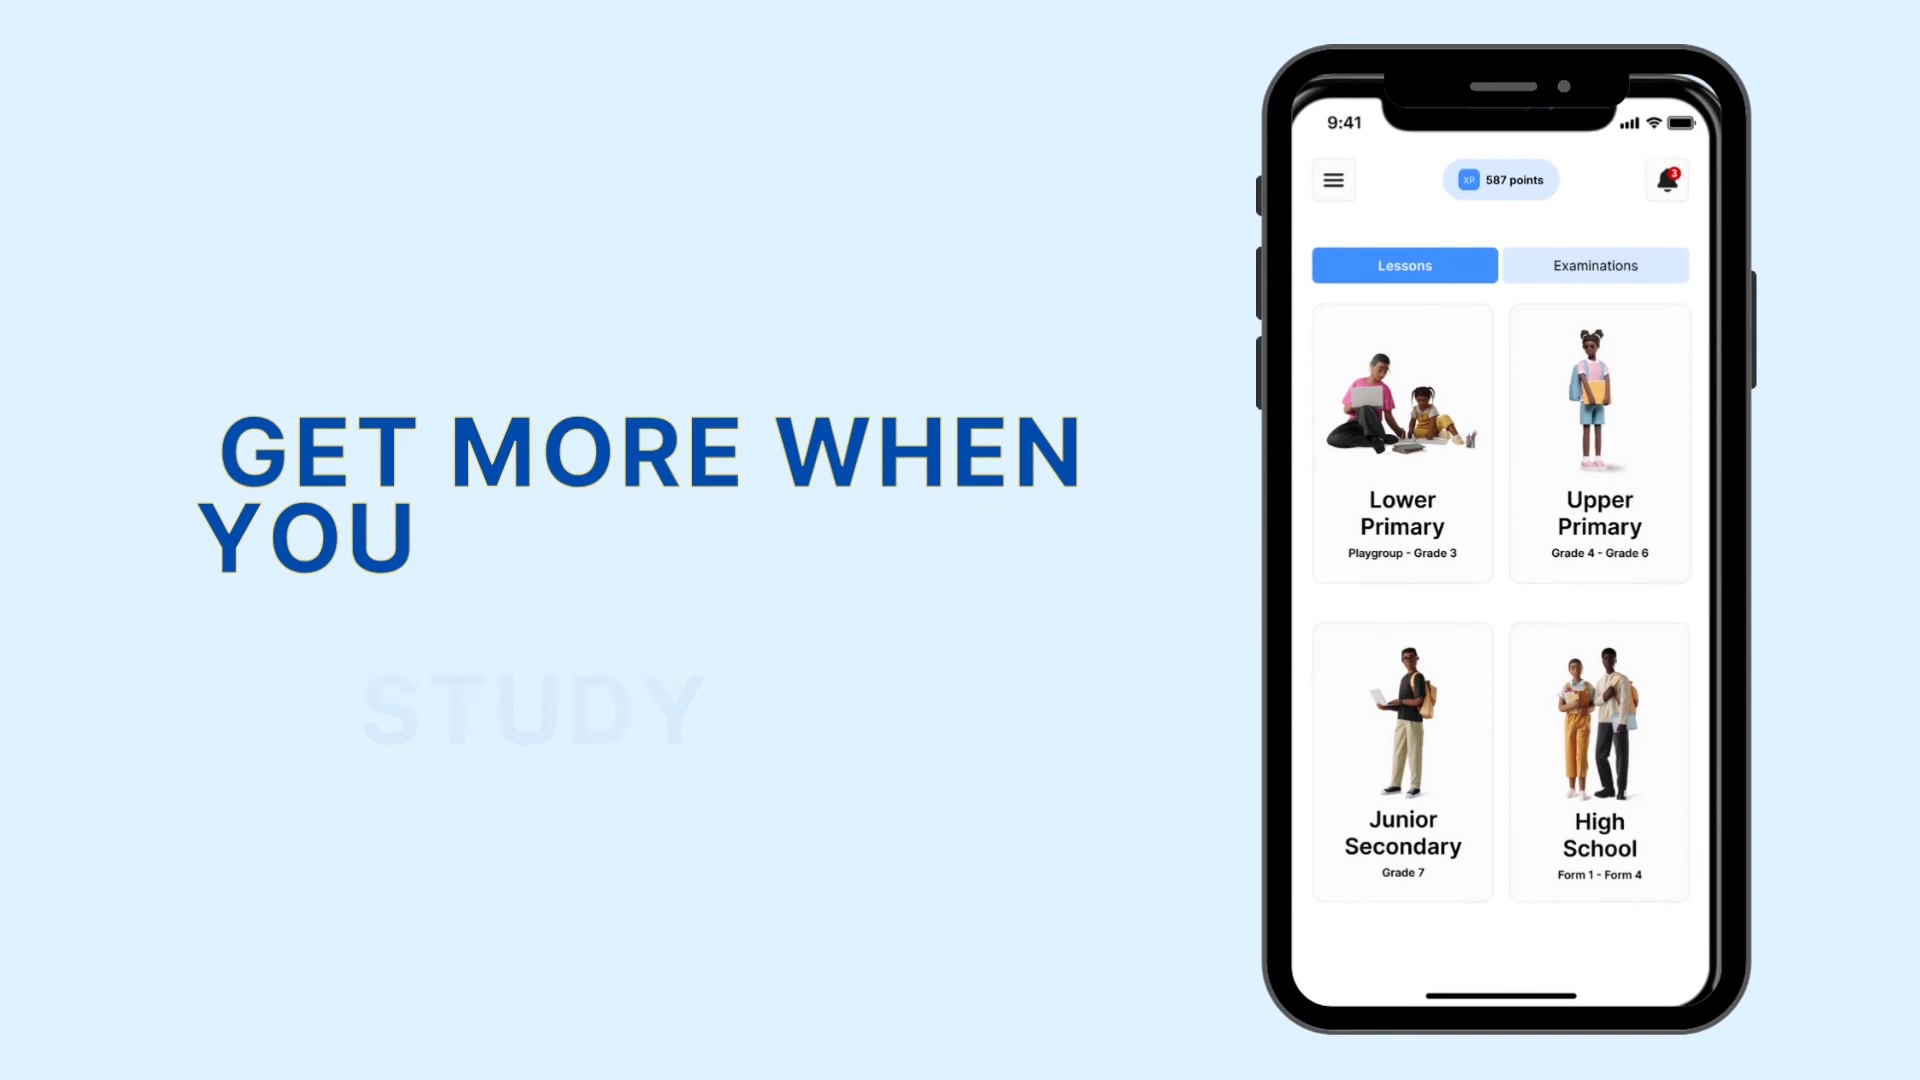 GET MORE WHEN
YOU
STUDY
9:41
XP 587 points
3
Lessons
Examinations
Lower
Primary
Playgroup - Grade 3
Upper
Primary
Grade 4 - Grade 6
Junior
Secondary
Grade 7
High
School
Form 1 - Form 4